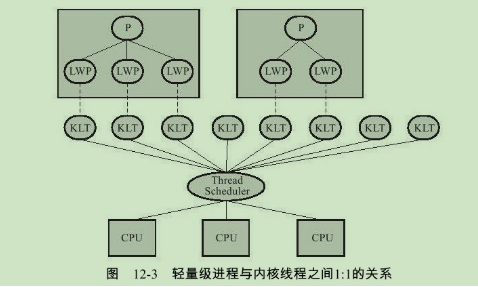 P P
LWP LWP LWP LWP LWP
KLT KLT KLT KLT KLT KLT KLT KLT
Thread
Scheduler
CPU CPU CPU
图 12-3 轻量级进程与内核线程之间1:1的关系